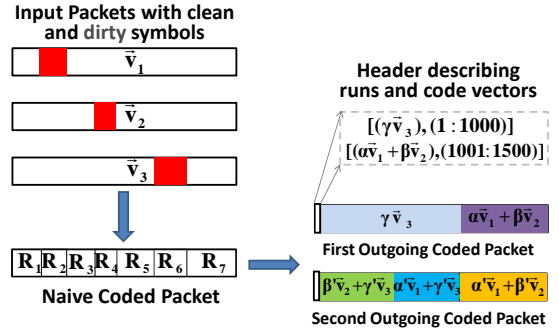 Input Packets with clean
and dirty symbols
v⃗₁
v⃗₂
v⃗₃
R₁ R₂ R₃ R₄ R₅ R₆ R₇
Naive Coded Packet
Header describing
runs and code vectors
[(γv⃗₃),(1:1000)]
[(αv⃗₁+βv⃗₂),(1001:1500)]
γv⃗₃ αv⃗₁+βv⃗₂
First Outgoing Coded Packet
β'v⃗₂+γ'v⃗₃ α'v⃗₁+γ'v⃗₃ α'v⃗₁+β'v⃗₂
Second Outgoing Coded Packet